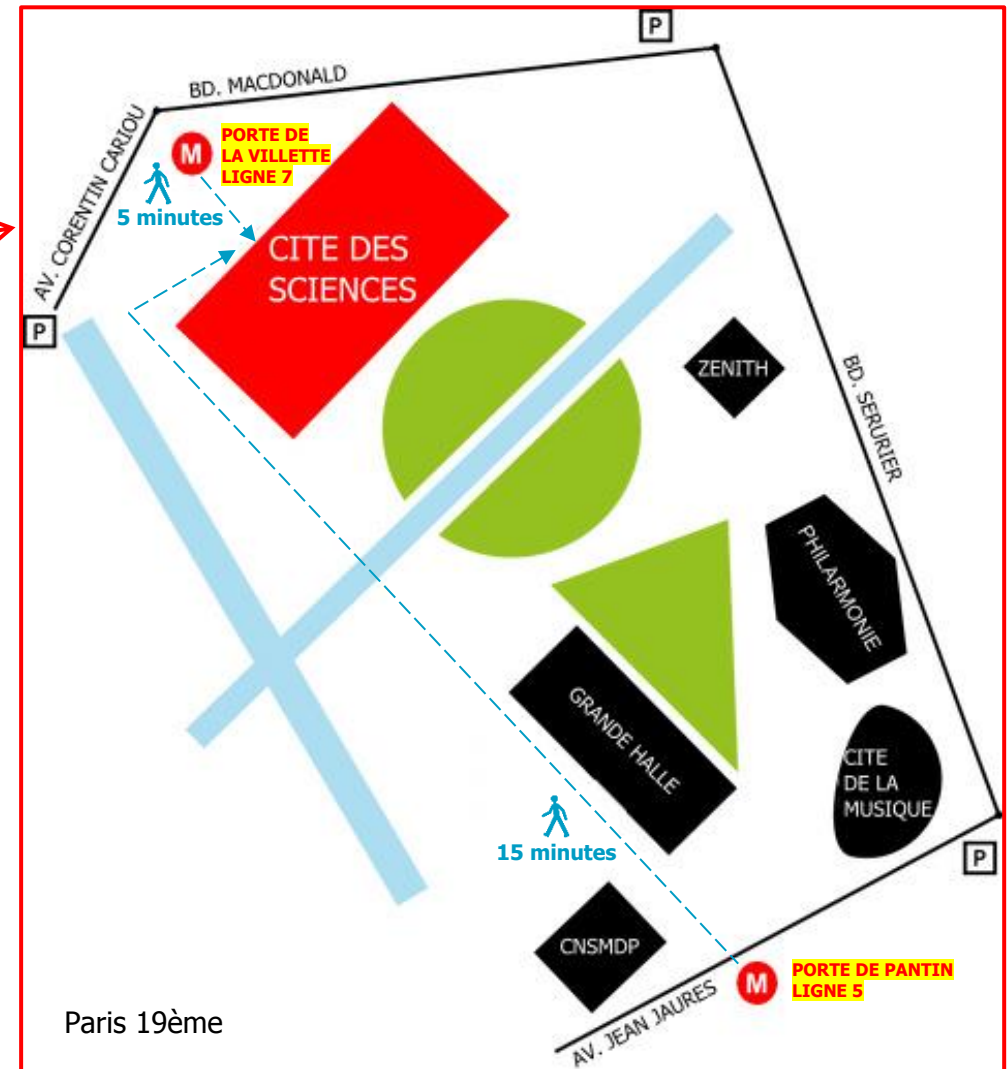 P
BD. MACDONALD
AV. CORENTIN CARIOU
M
PORTE DE
LA VILLETTE
LIGNE 7
5 minutes
CITE DES
SCIENCES
P
ZENITH
BD. SERURIER
PHILARMONIE
GRANDE HALLE
CITE
DE LA
MUSIQUE
15 minutes
P
CNSMDP
M
PORTE DE PANTIN
LIGNE 5
AV. JEAN JAURES
Paris 19ème